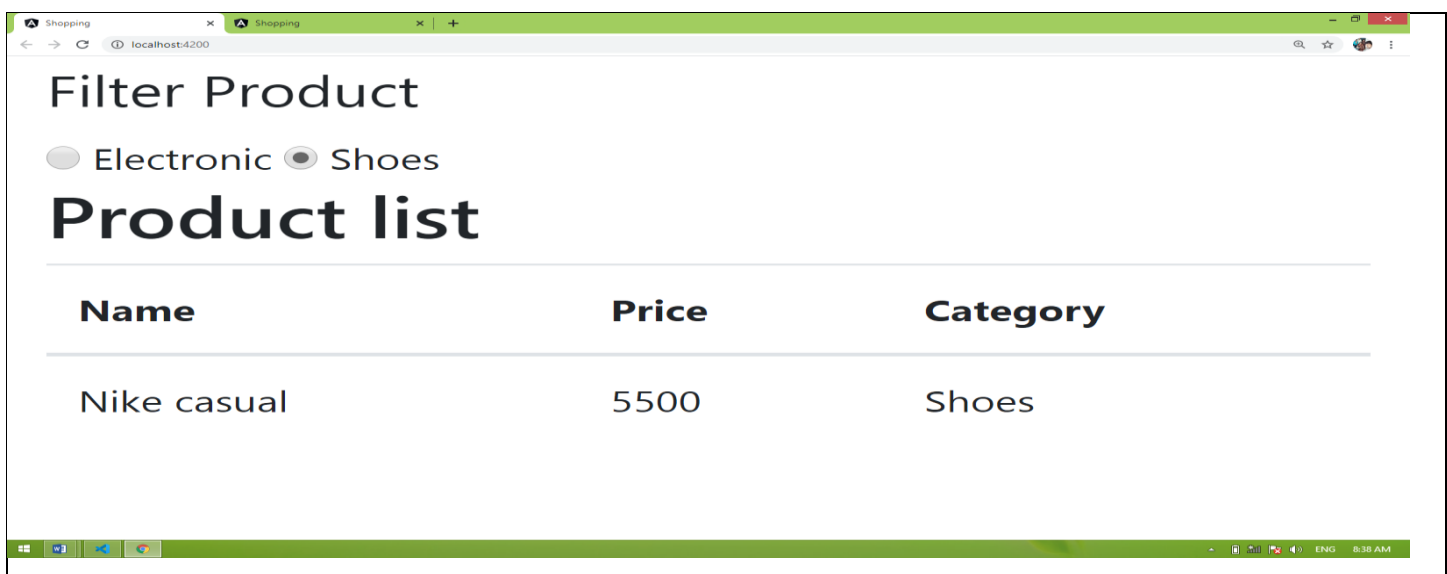 Shopping Shopping
localhost:4200
Filter Product
Electronic Shoes
Product list
Name Price Category
Nike casual 5500 Shoes
ENG 8:38 AM